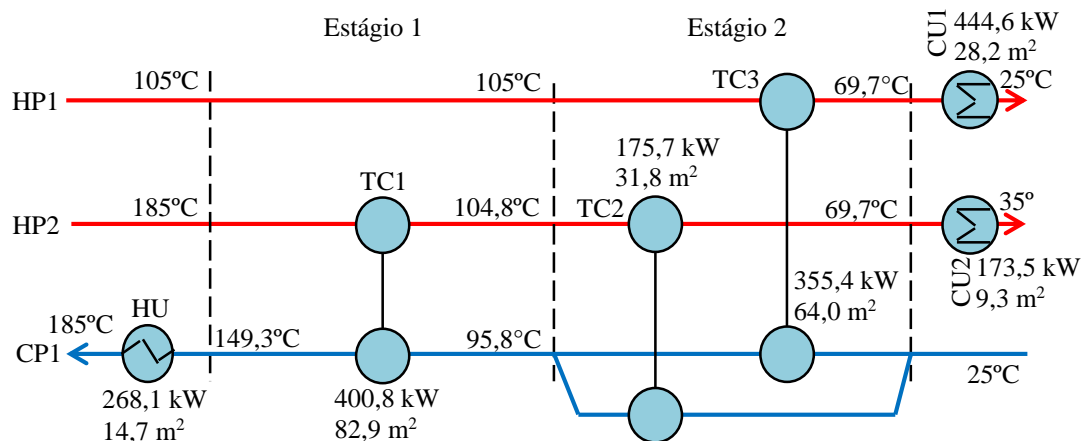 Estágio 1
Estágio 2
CU1
444,6 kW
28,2 m²
HP1
105ºC
105ºC
TC3
69,7°C
25ºC
175,7 kW
31,8 m²
TC1
HP2
185ºC
104,8ºC
TC2
69,7ºC
35º
CU2
173,5 kW
9,3 m²
355,4 kW
64,0 m²
HU
185ºC
CP1
149,3ºC
95,8°C
25ºC
268,1 kW
14,7 m²
400,8 kW
82,9 m²